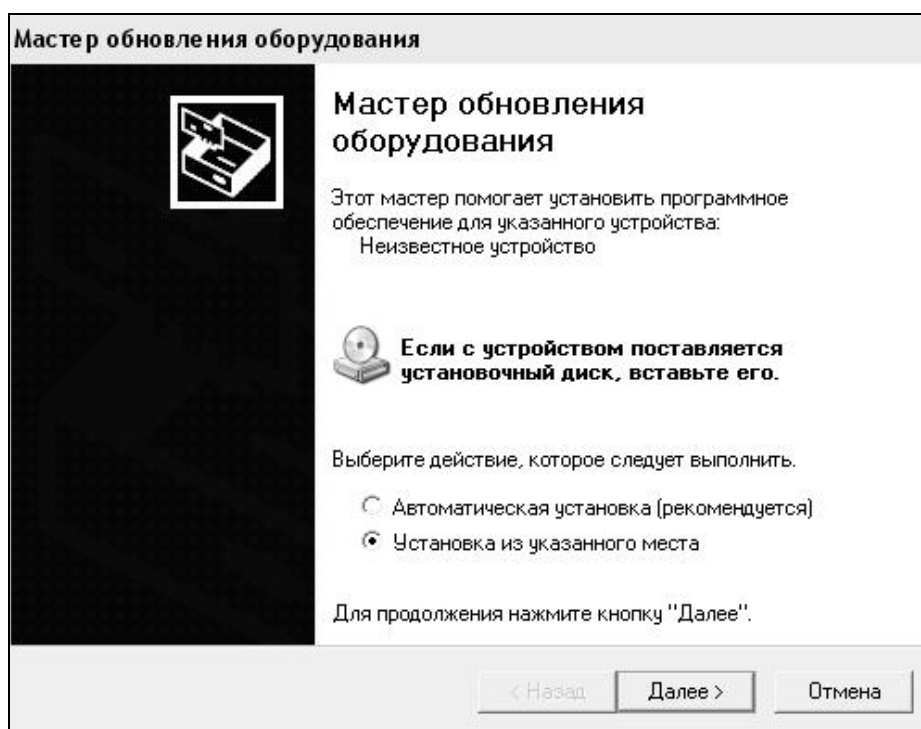 Мастер обновления оборудования
Мастер обновления
оборудования
Этот мастер помогает установить программное
обеспечение для указанного устройства:
Неизвестное устройство
Если с устройством поставляется
установочный диск, вставьте его.
Выберите действие, которое следует выполнить.
Автоматическая установка (рекомендуется)
Установка из указанного места
Для продолжения нажмите кнопку "Далее".
< Назад Далее > Отмена